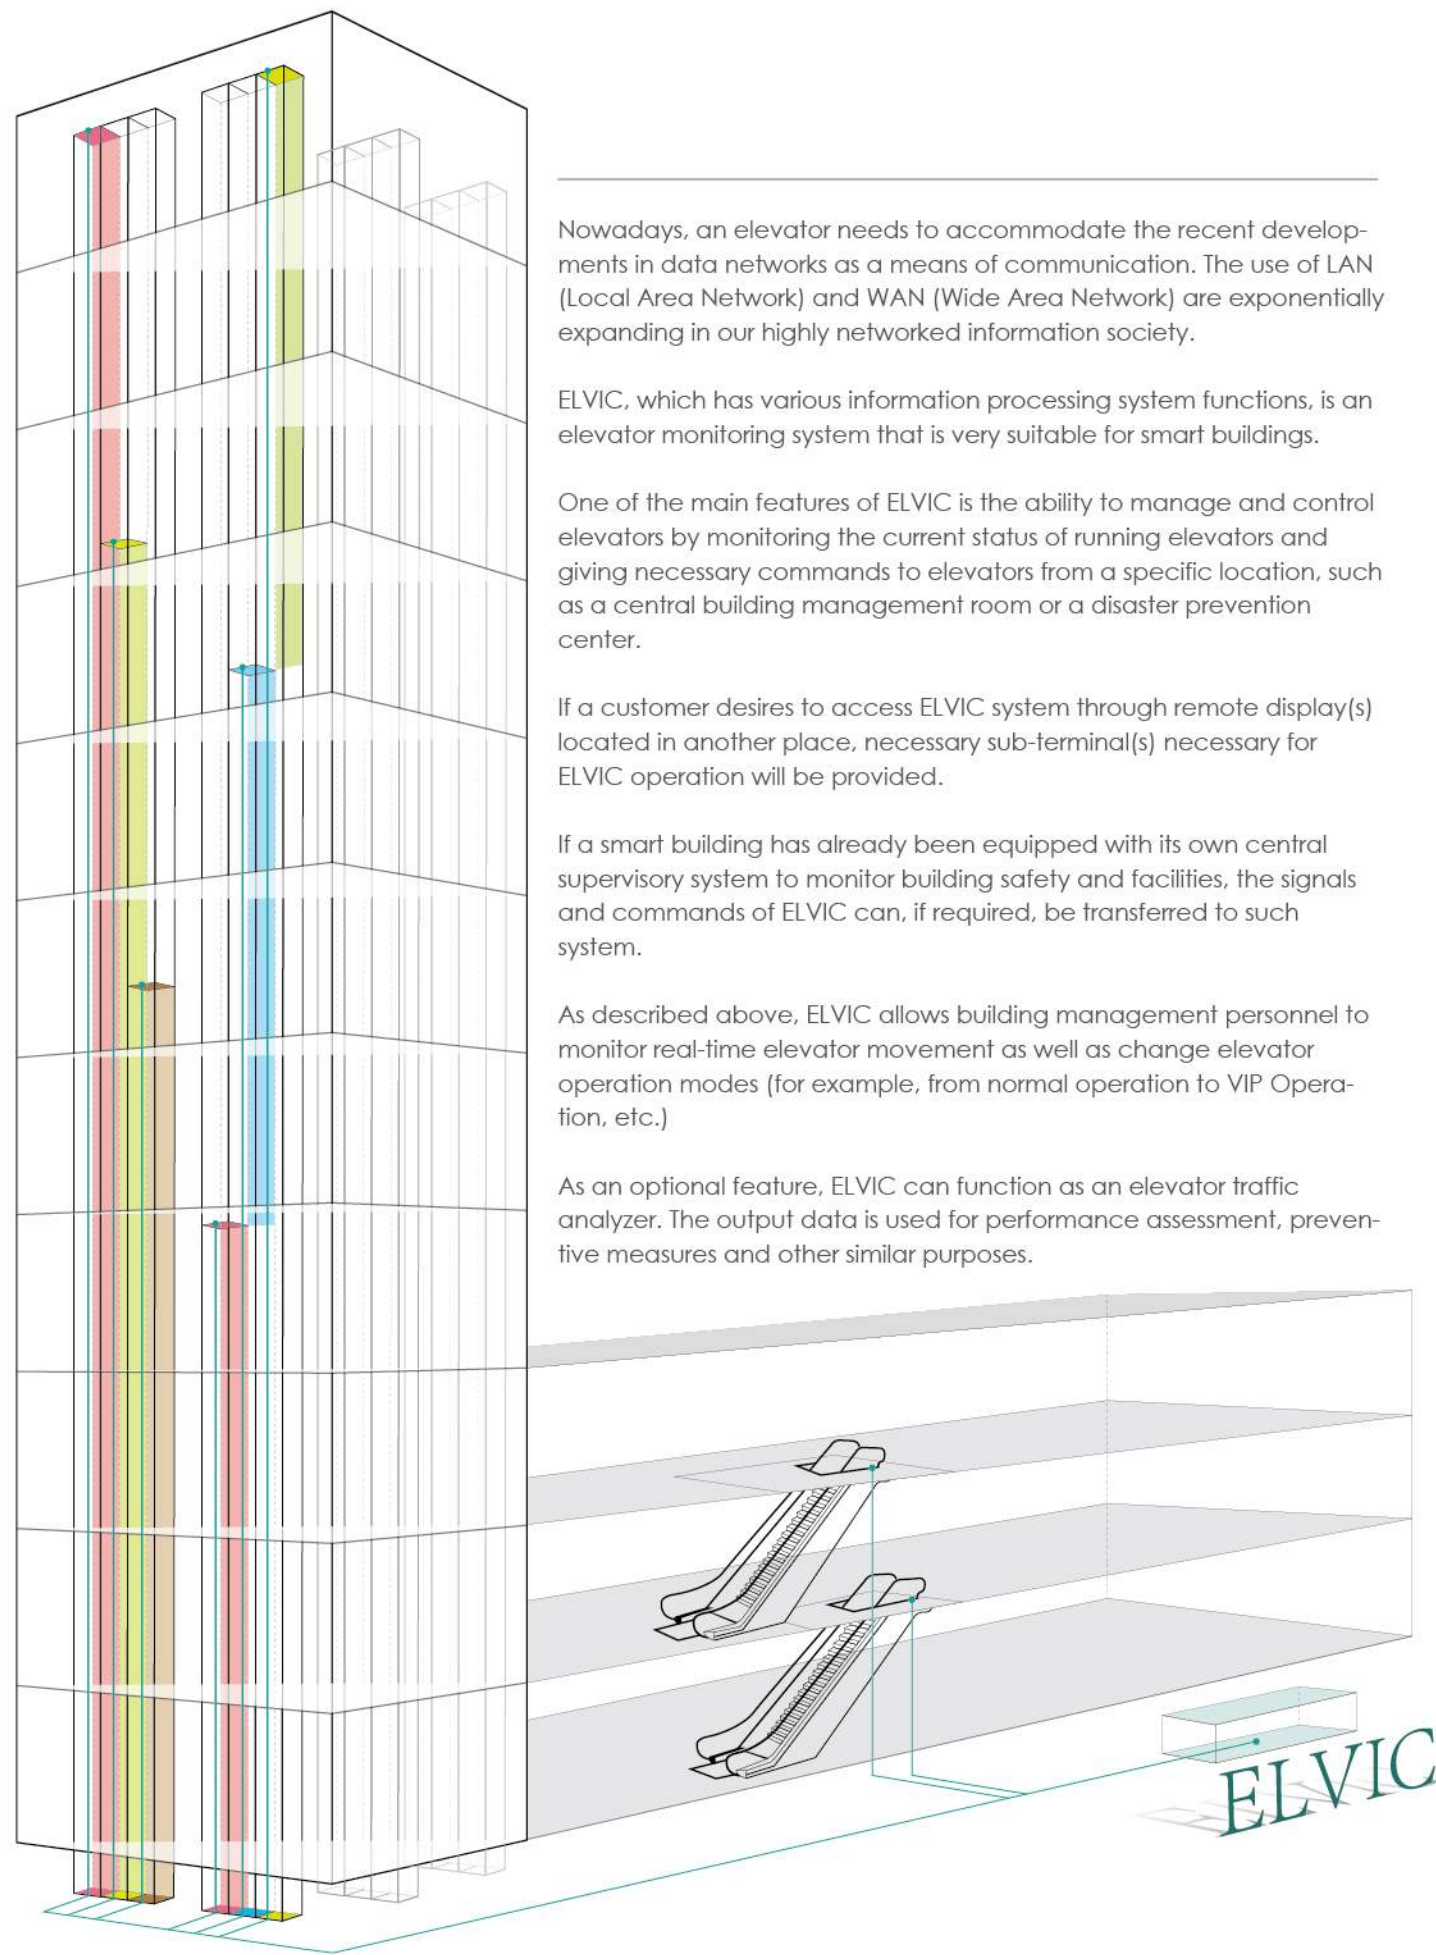 Nowadays, an elevator needs to accommodate the recent develop-
ments in data networks as a means of communication. The use of LAN
(Local Area Network) and WAN (Wide Area Network) are exponentially
expanding in our highly networked information society.
ELVIC, which has various information processing system functions, is an
elevator monitoring system that is very suitable for smart buildings.
One of the main features of ELVIC is the ability to manage and control
elevators by monitoring the current status of running elevators and
giving necessary commands to elevators from a specific location, such
as a central building management room or a disaster prevention
center.
If a customer desires to access ELVIC system through remote display(s)
located in another place, necessary sub-terminal(s) necessary for
ELVIC operation will be provided.
If a smart building has already been equipped with its own central
supervisory system to monitor building safety and facilities, the signals
and commands of ELVIC can, if required, be transferred to such
system.
As described above, ELVIC allows building management personnel to
monitor real-time elevator movement as well as change elevator
operation modes (for example, from normal operation to VIP Opera-
tion, etc.)
As an optional feature, ELVIC can function as an elevator traffic
analyzer. The output data is used for performance assessment, preven-
tive measures and other similar purposes.
ELVIC